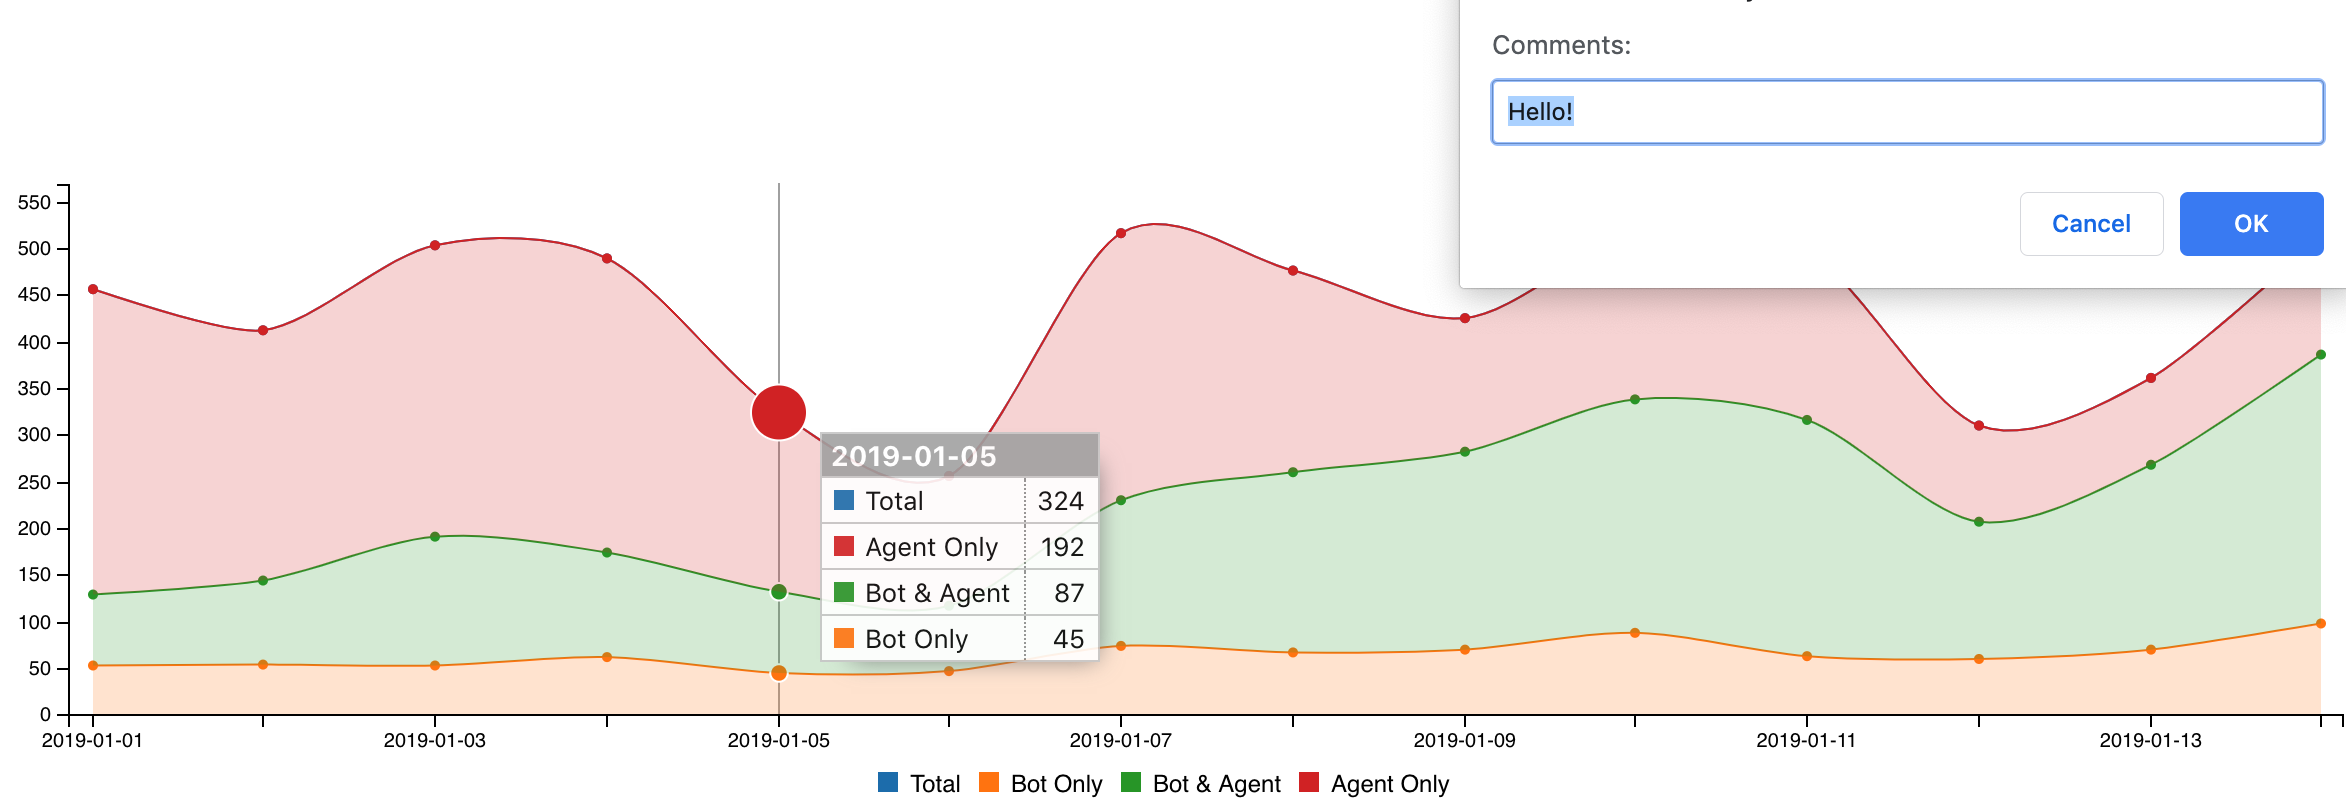 Comments:
Hello!
Cancel
OK
550
500
450
400
350
300
250
200
150
100
50
0
2019-01-05
Total 324
Agent Only 192
Bot & Agent 87
Bot Only 45
2019-01-01 2019-01-03 2019-01-05 2019-01-07 2019-01-09 2019-01-11 2019-01-13
Total Bot Only Bot & Agent Agent Only